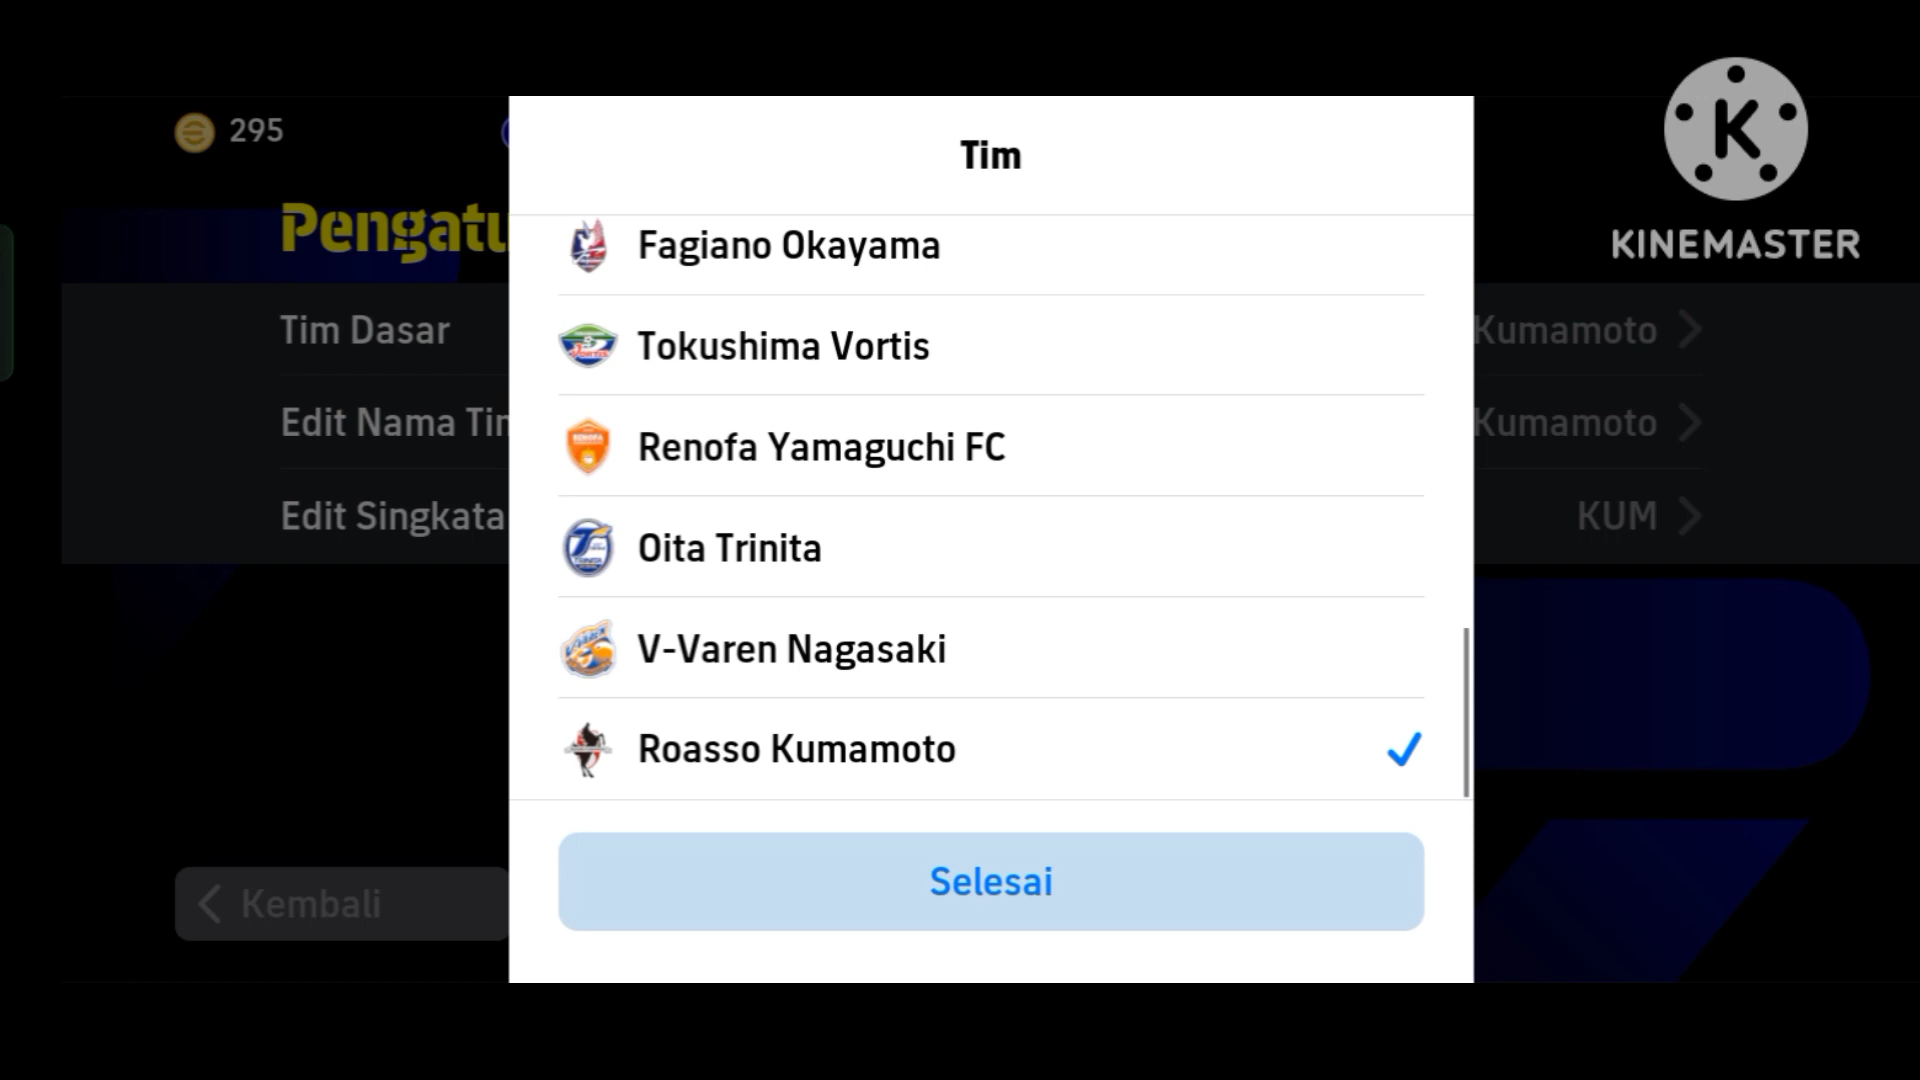 295
Tim
K
KINEMASTER
Pengatu
Fagiano Okayama
Tim Dasar
Kumamoto
Tokushima Vortis
Edit Nama Tim
Kumamoto
Renofa Yamaguchi FC
Edit Singkata
KUM
Oita Trinita
V-Varen Nagasaki
Roasso Kumamoto
Selesai
Kembali